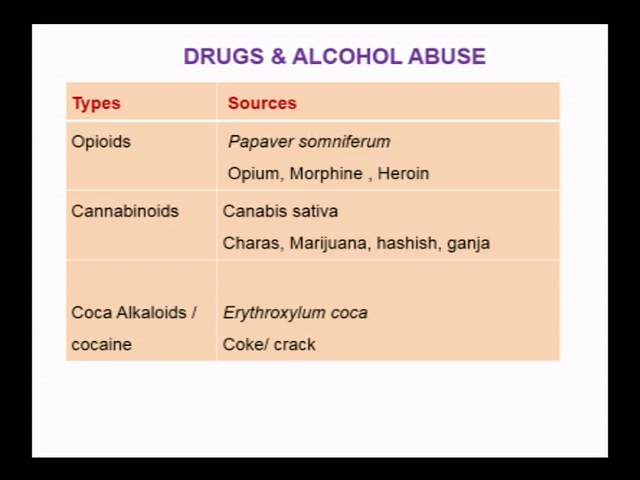 DRUGS & ALCOHOL ABUSE
Types Sources
Opioids Papaver somniferum
Opium, Morphine , Heroin
Cannabinoids Canabis sativa
Charas, Marijuana, hashish, ganja
Coca Alkaloids / Erythroxylum coca
cocaine Coke/ crack